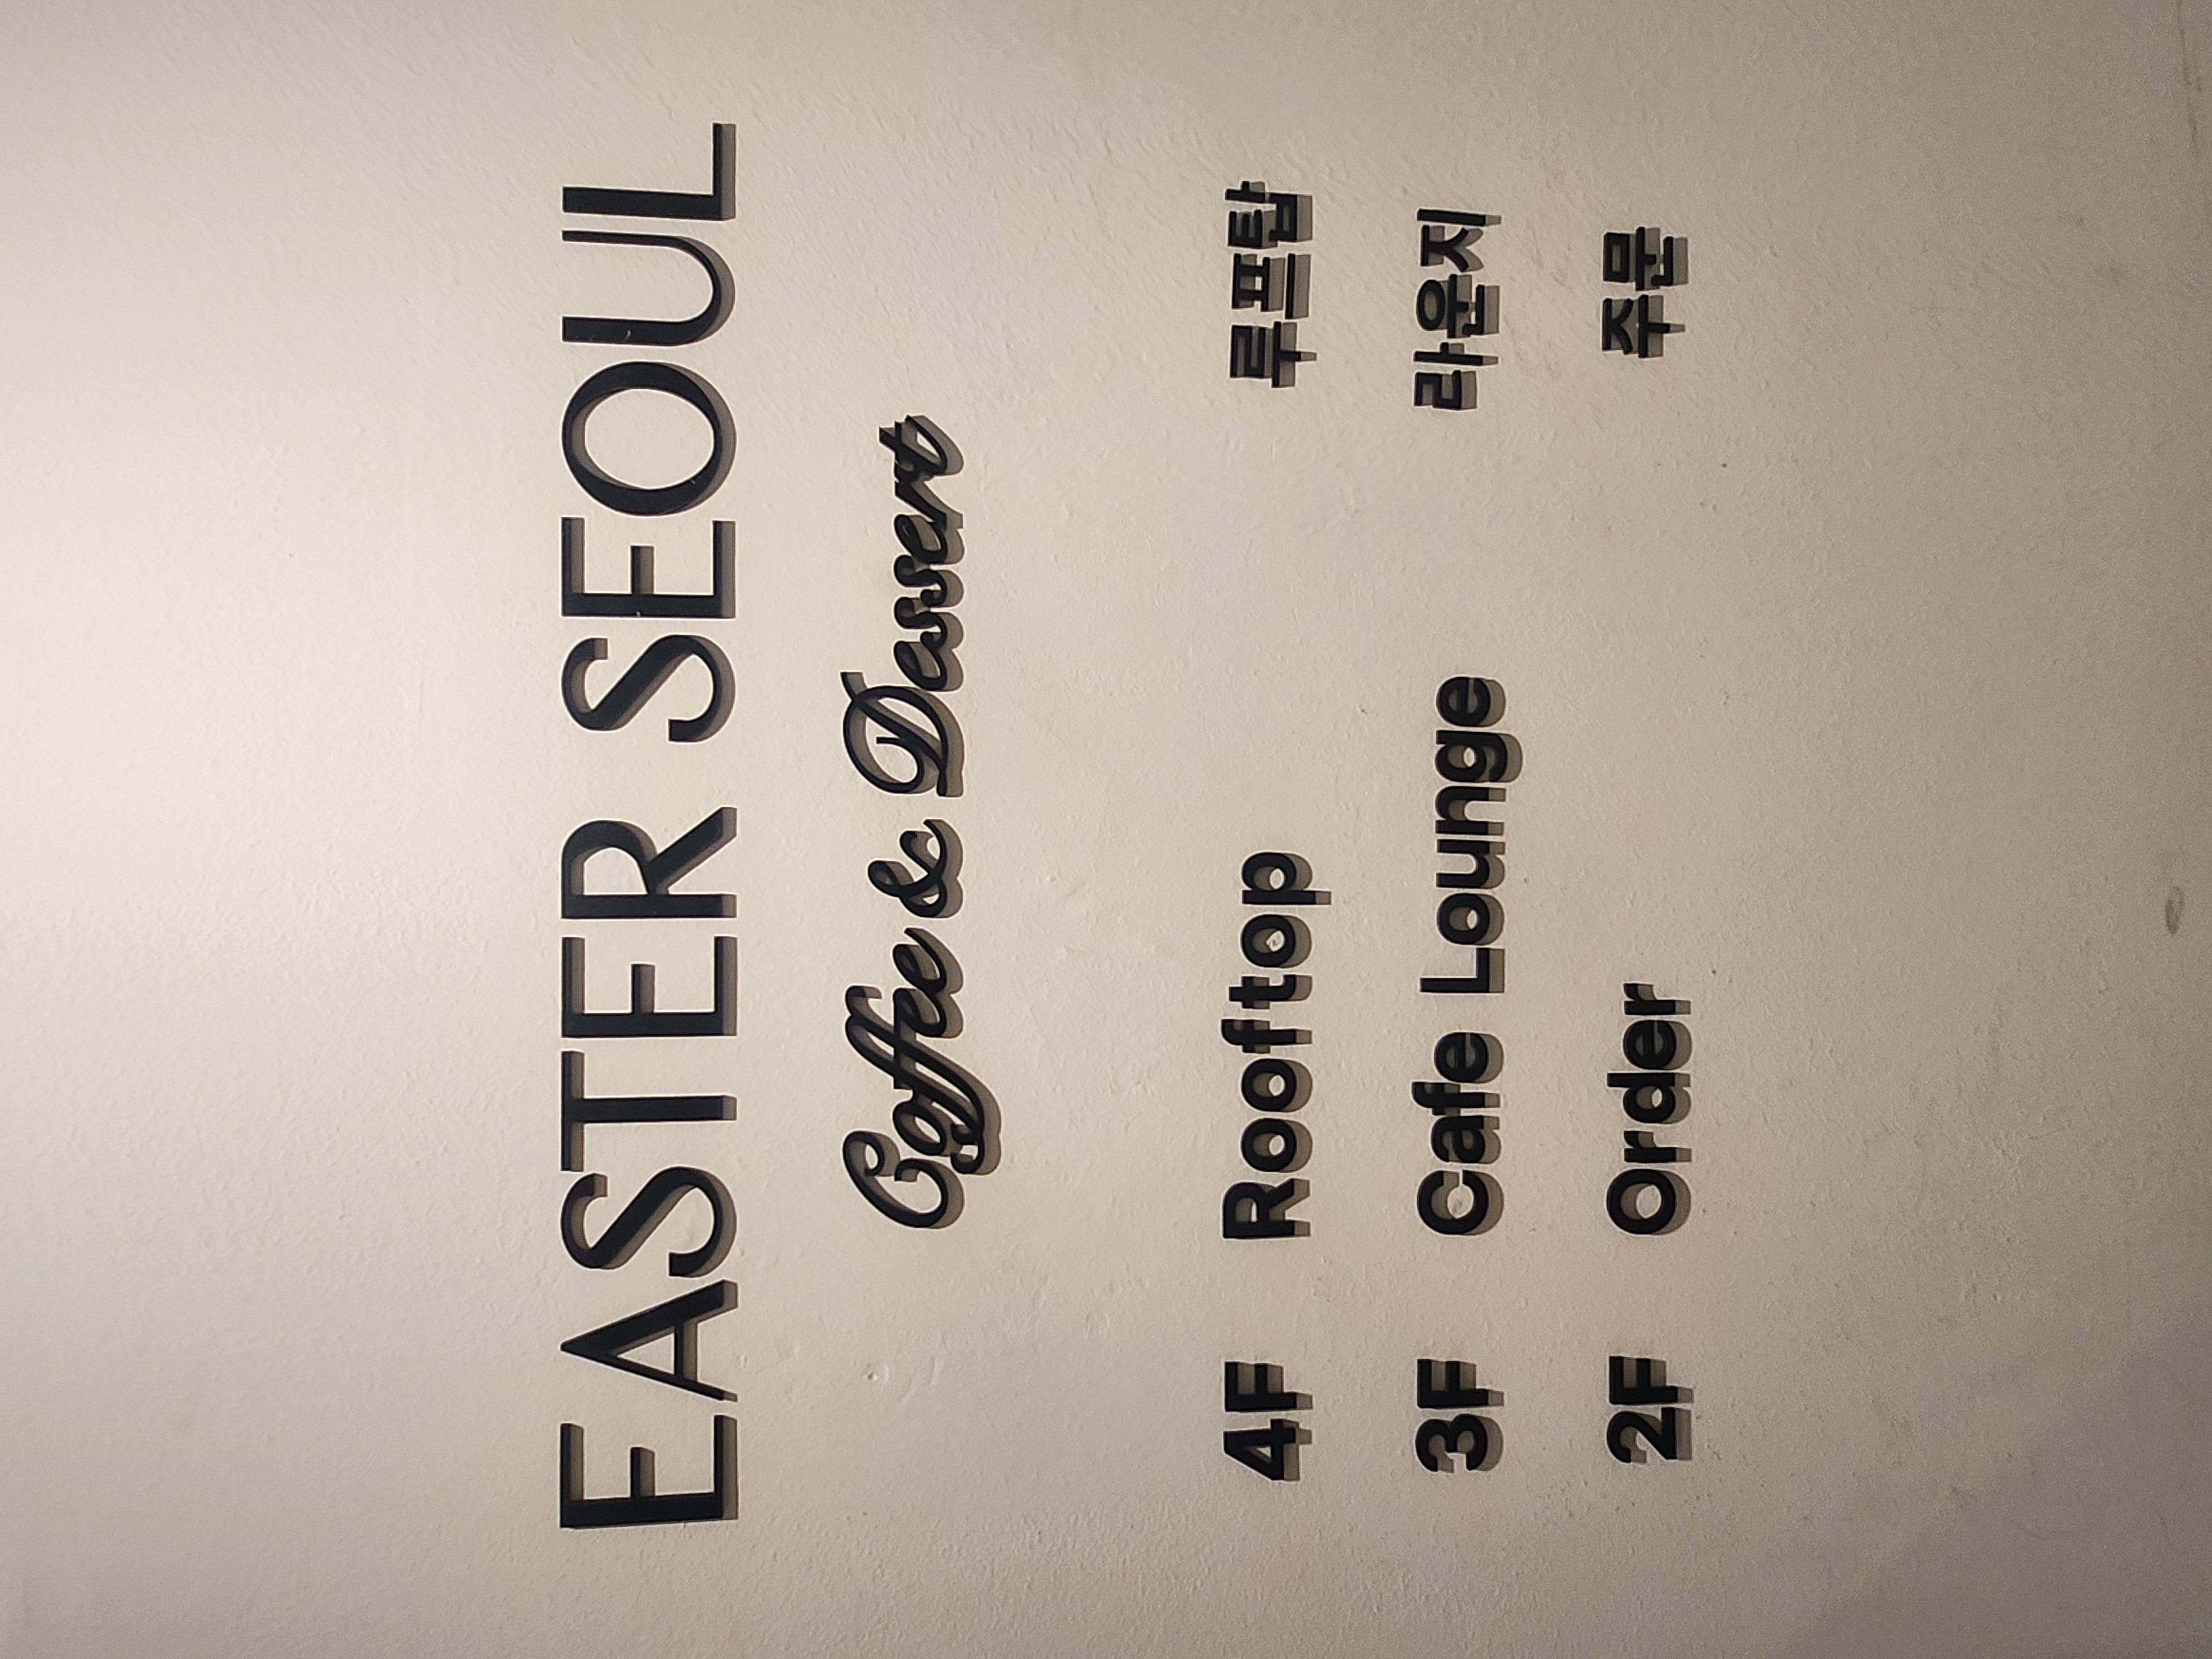 EASTER SEOUL
Coffee & Dessert
4F Rooftop 루프탑
3F Cafe Lounge 라운지
2F Order 주문